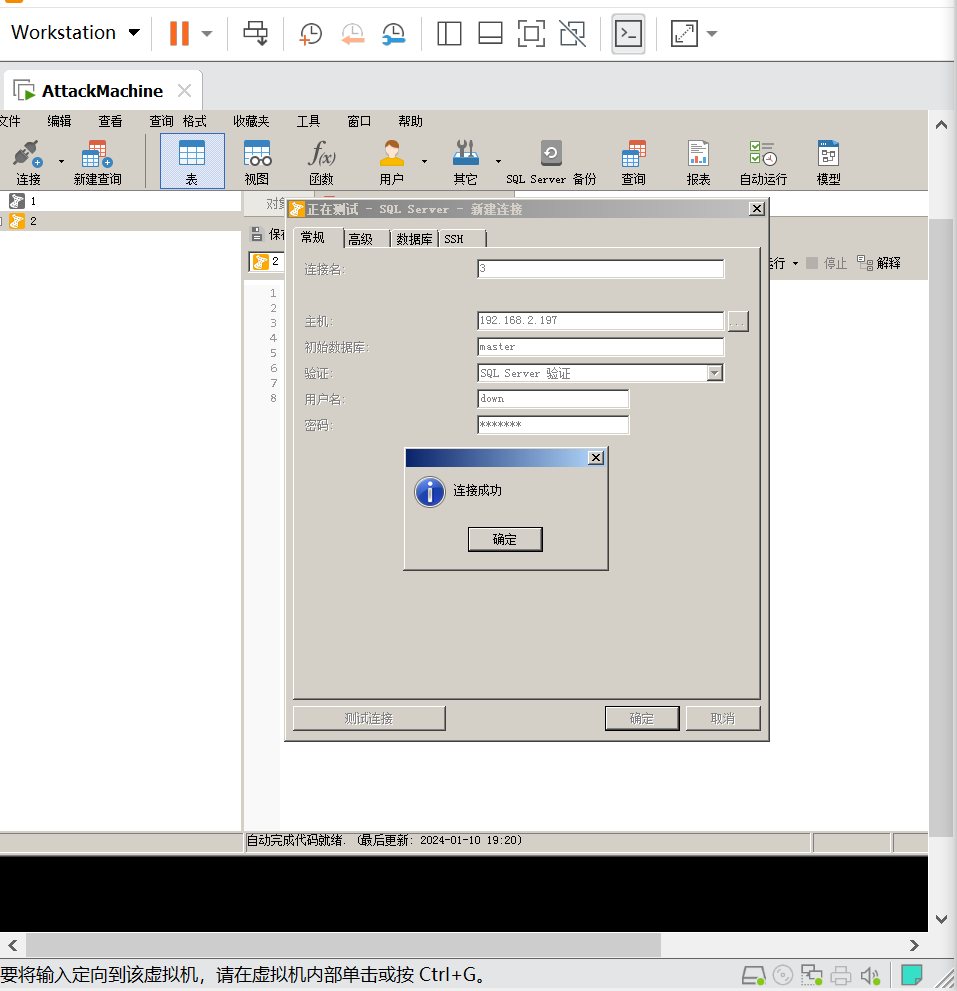 Workstation
AttackMachine
文件 编辑 查看 查询 格式 收藏夹 工具 窗口 帮助
连接 新建查询 表 视图 函数 用户 其它 SQL Server 备份 查询 报表 自动运行 模型
f(x)
1
2
对象
正在测试 - SQL Server - 新建连接
保存
常规 高级 数据库 SSH
2
运行 停止 解释
连接名: 3
主机: 192.168.2.197 ...
初始数据库: master
验证: SQL Server 验证
用户名: down
密码: *******
1
2
3
4
5
6
7
8
连接成功
确定
测试连接 确定 取消
自动完成代码就绪. (最后更新: 2024-01-10 19:20)
要将输入定向到该虚拟机，请在虚拟机内部单击或按 Ctrl+G。